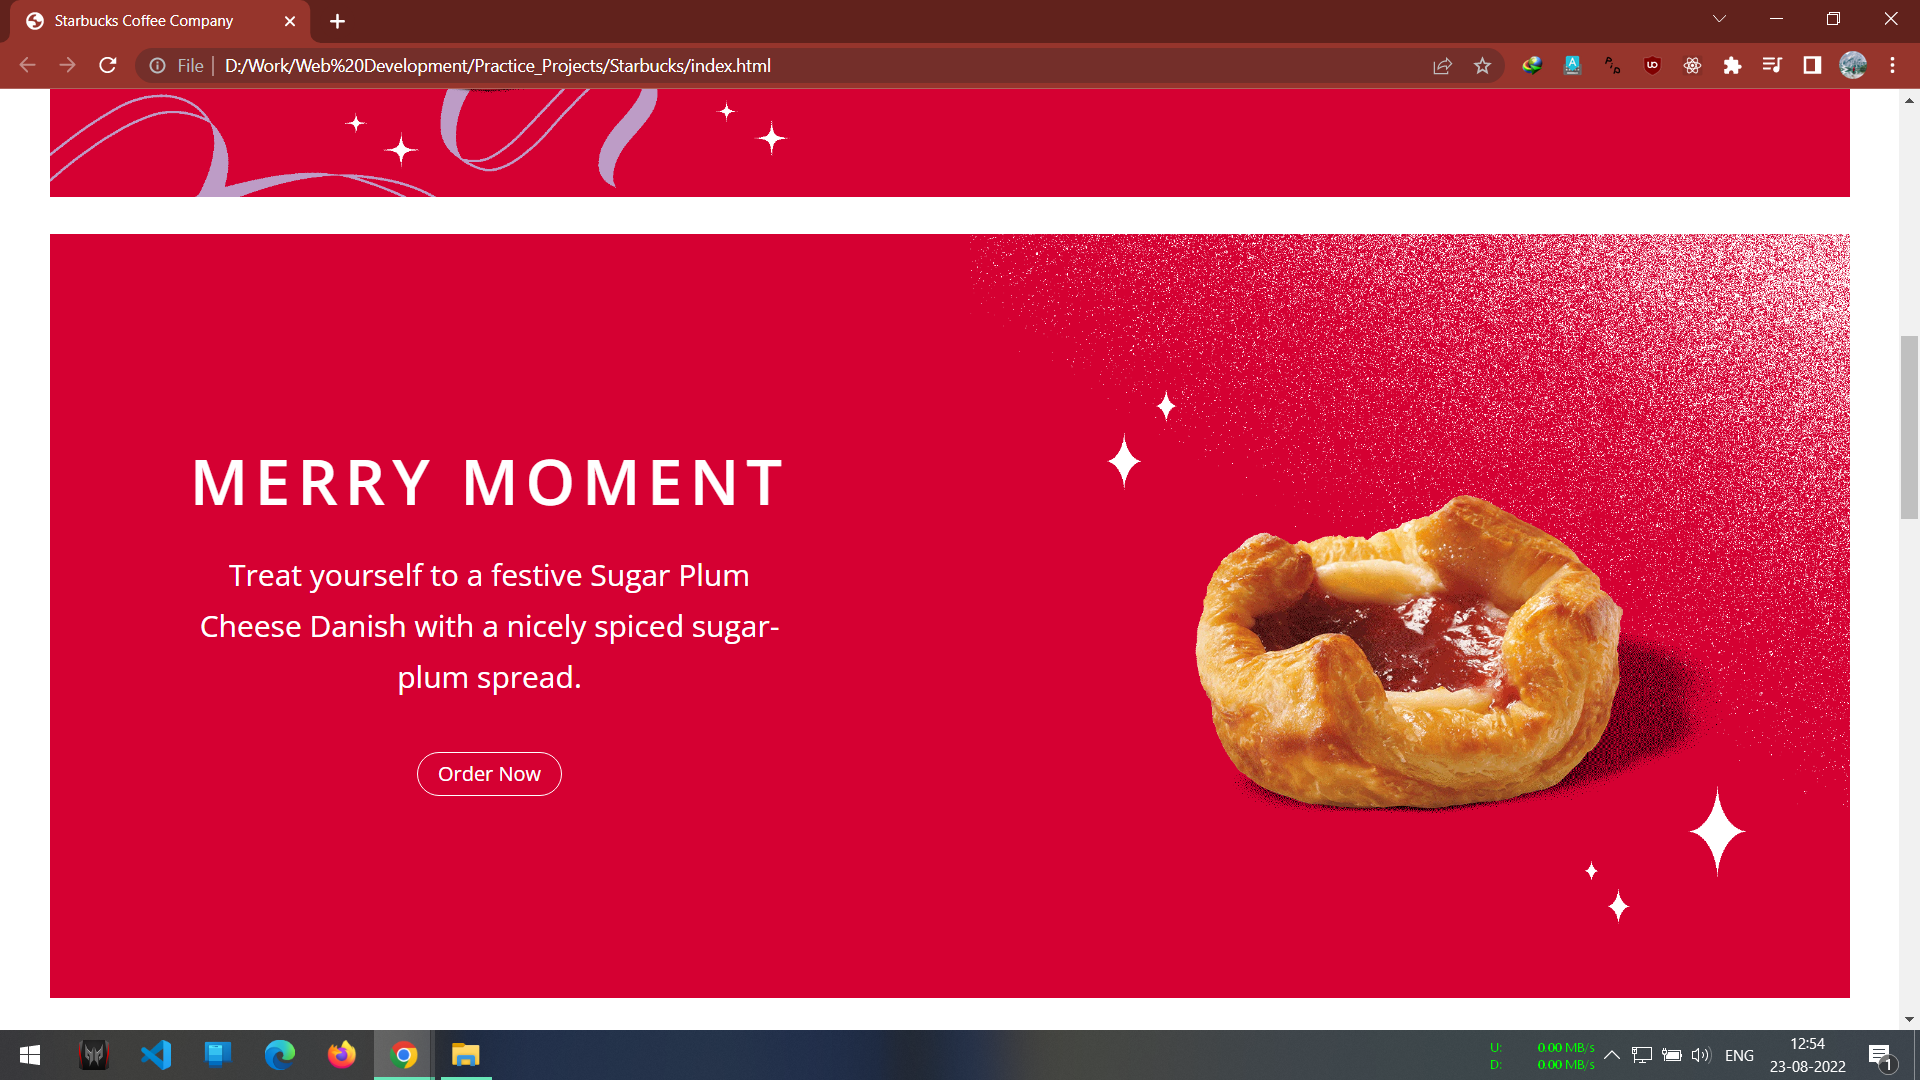 Starbucks Coffee Company
File
D:/Work/Web%20Development/Practice_Projects/Starbucks/index.html
MERRY MOMENT
Treat yourself to a festive Sugar Plum
Cheese Danish with a nicely spiced sugar-
plum spread.
Order Now
U: 0.00 MB/s
D: 0.00 MB/s
ENG
12:54
23-08-2022
1